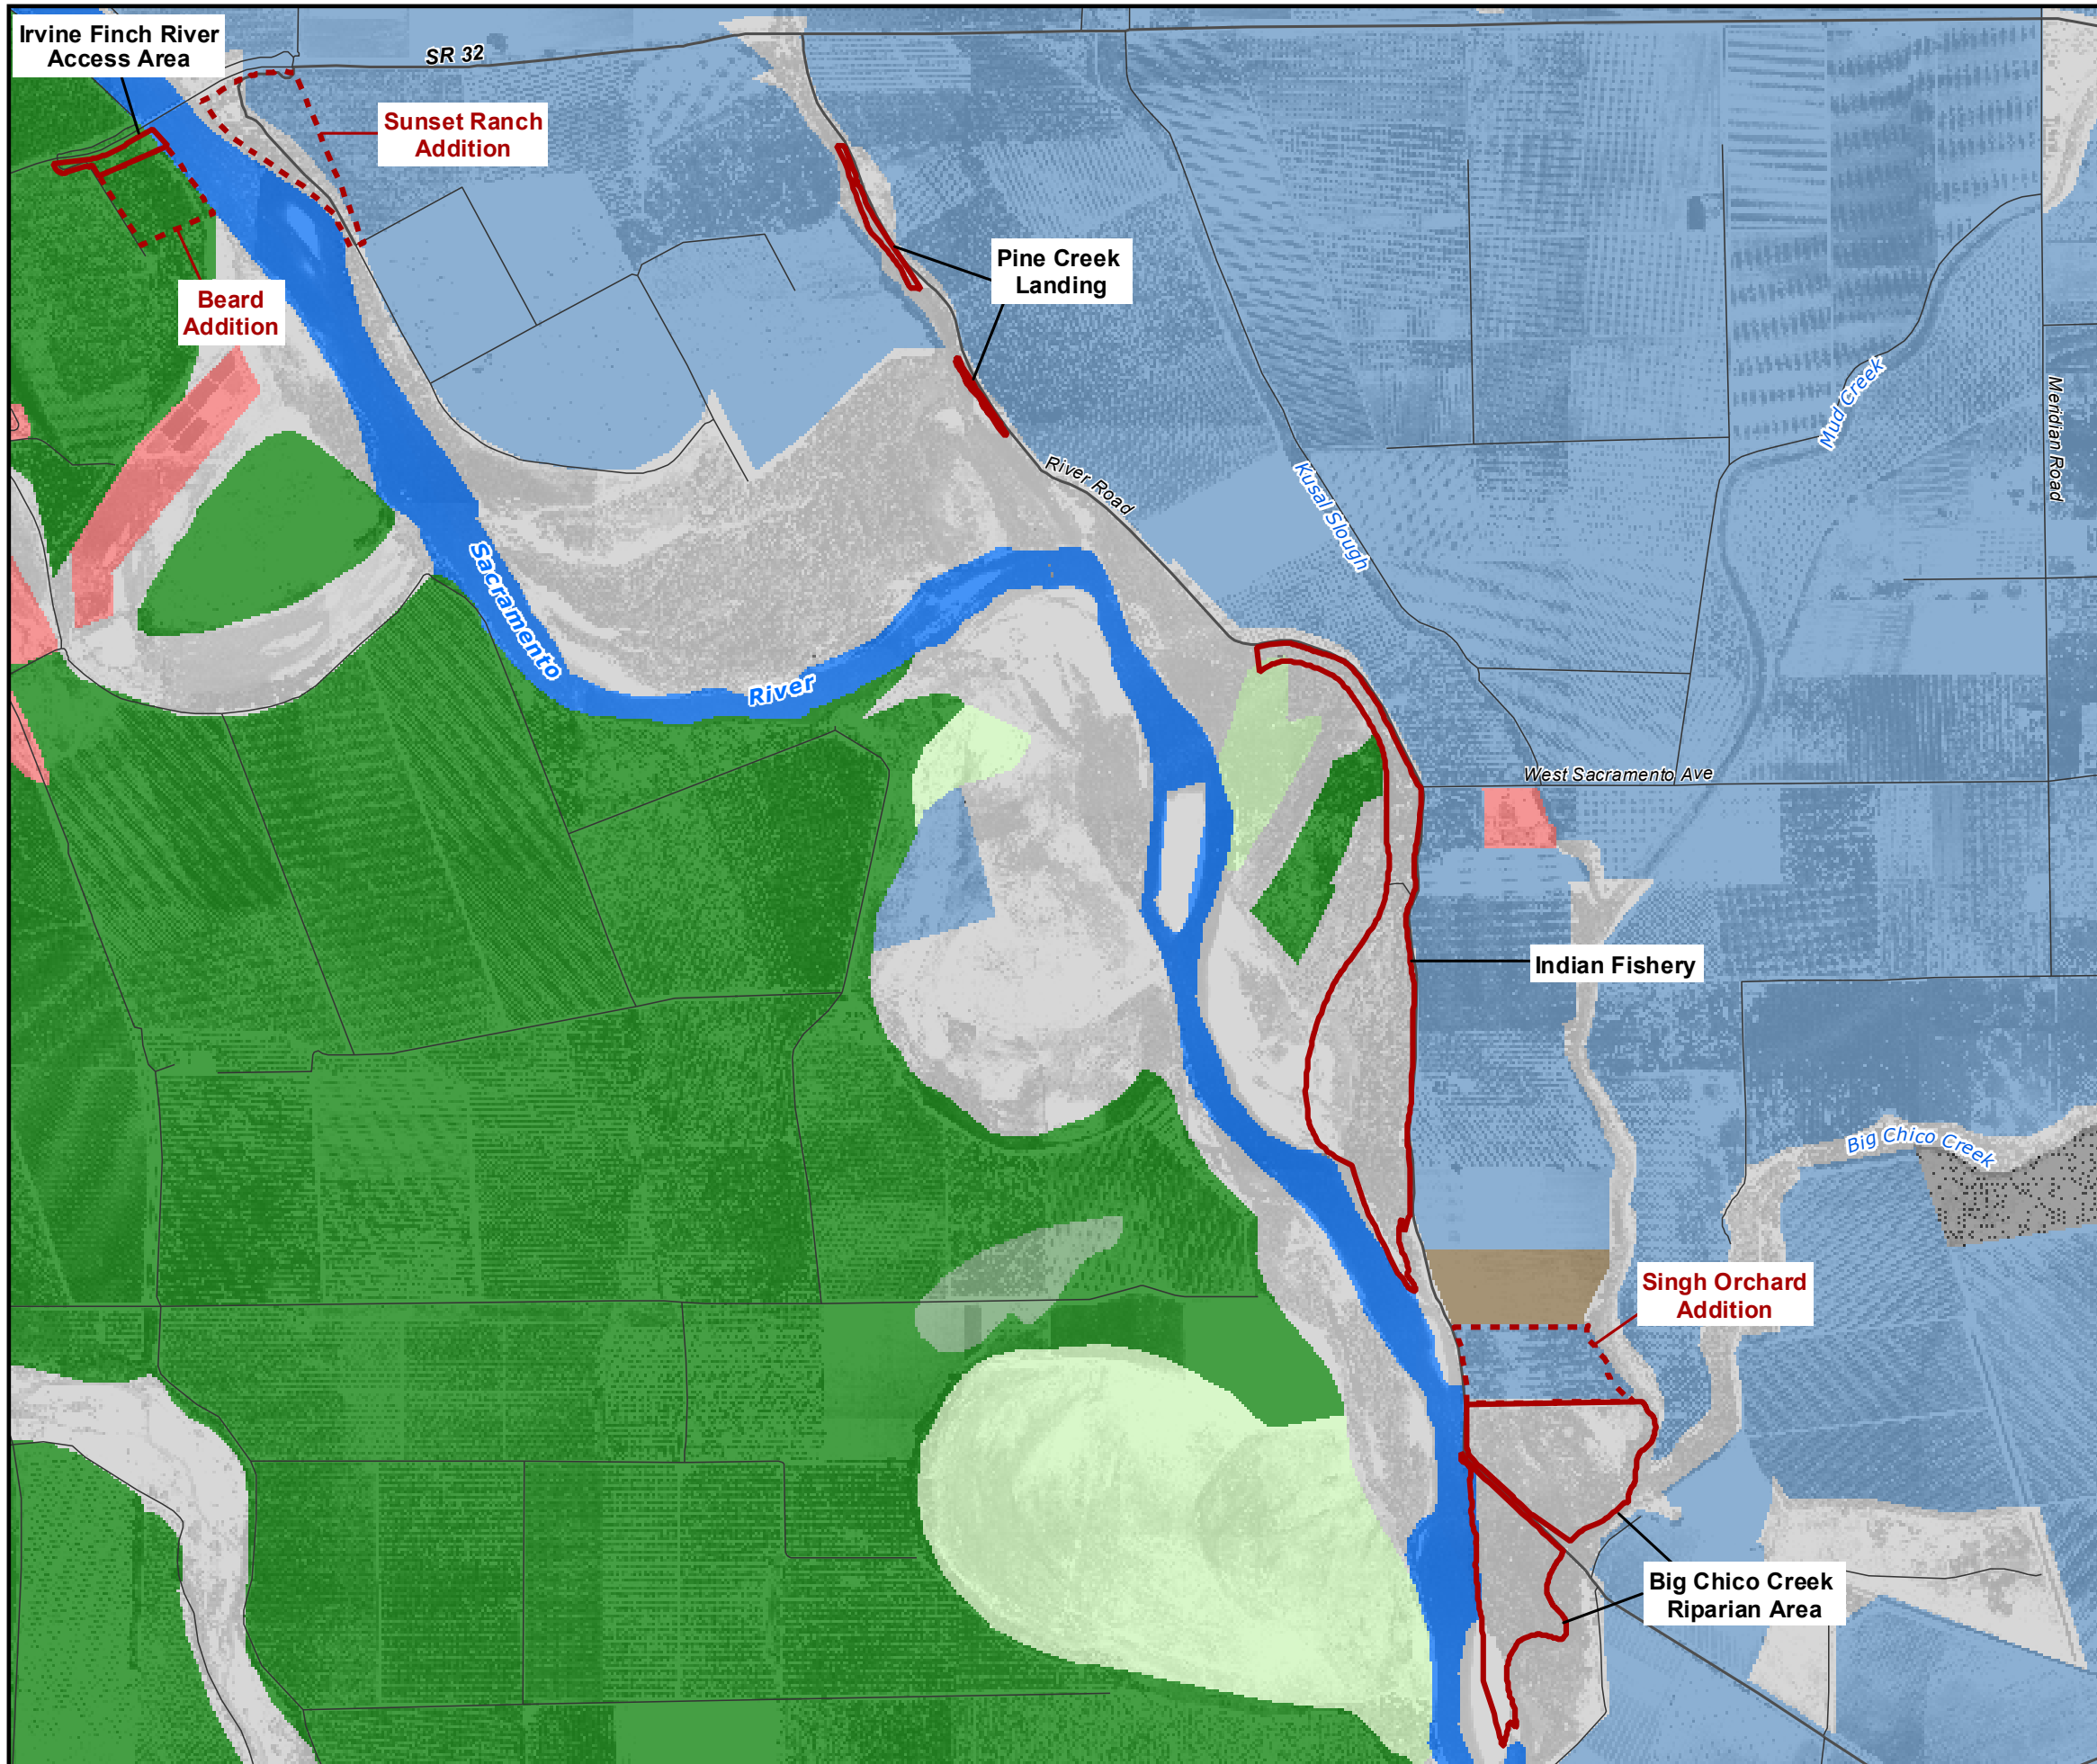 Irvine Finch River
Access Area
SR 32
Sunset Ranch
Addition
Pine Creek
Landing
Beard
Addition
Mud Creek
Meridian Road
River Road
Kusal Slough
Sacramento
River
West Sacramento Ave
Indian Fishery
Big Chico Creek
Singh Orchard
Addition
Big Chico Creek
Riparian Area